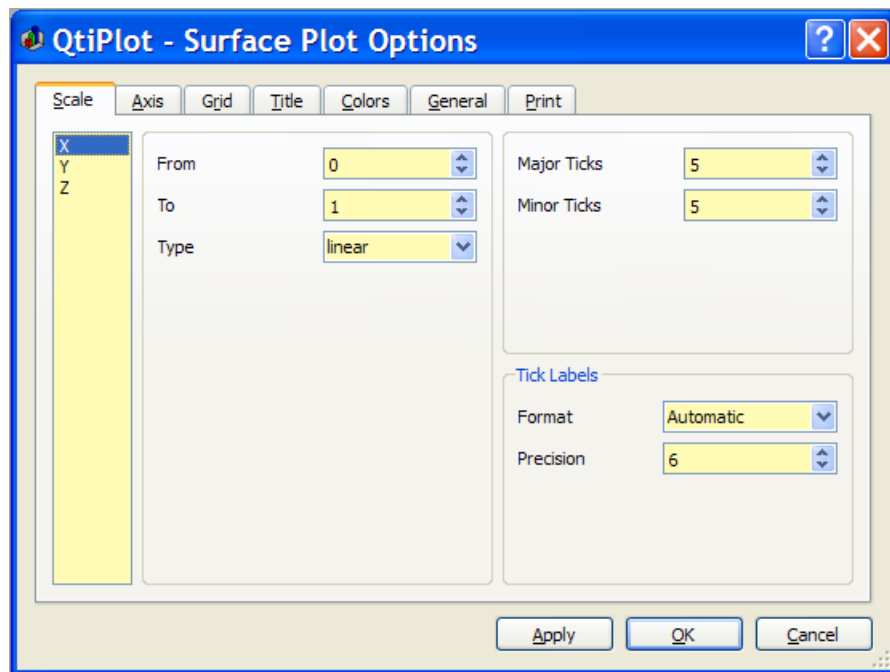 QtiPlot - Surface Plot Options
?
Scale Axis Grid Title Colors General Print
X
Y
Z
From 0
To 1
Type linear
Major Ticks 5
Minor Ticks 5
Tick Labels
Format Automatic
Precision 6
Apply OK Cancel